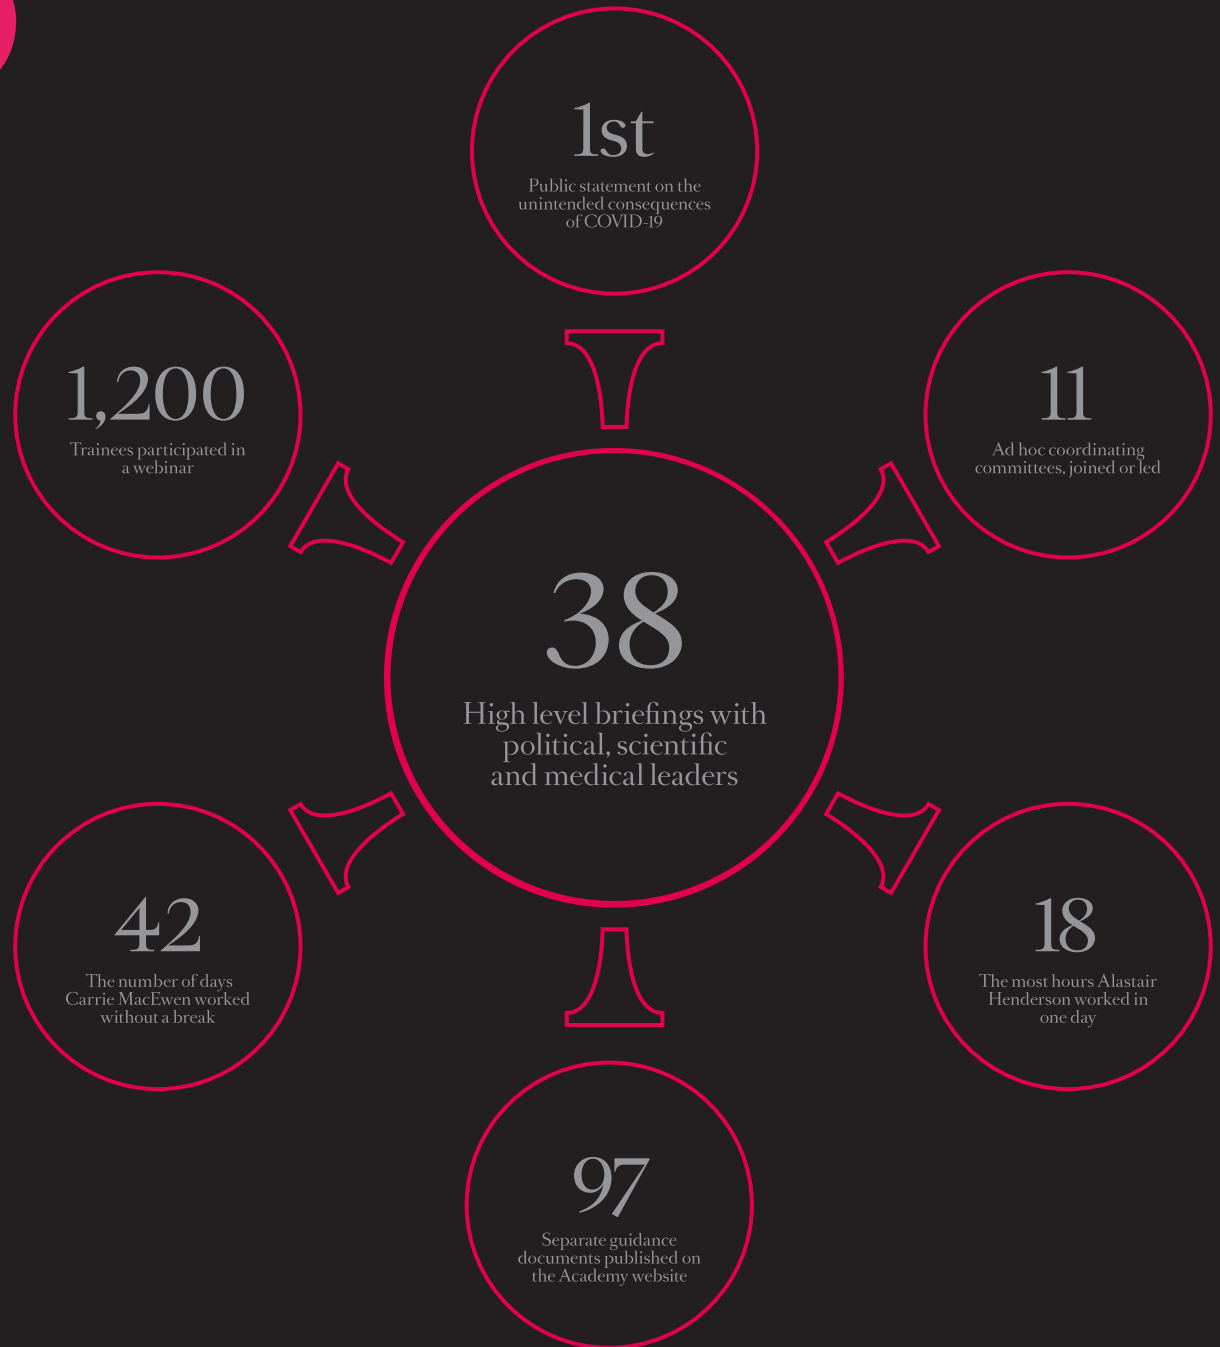 1st
Public statement on the
unintended consequences
of COVID-19
1,200
Trainees participated in
a webinar
11
Ad hoc coordinating
committees, joined or led
38
High level briefings with
political, scientific
and medical leaders
42
The number of days
Carrie MacEwen worked
without a break
18
The most hours Alastair
Henderson worked in
one day
97
Separate guidance
documents published on
the Academy website